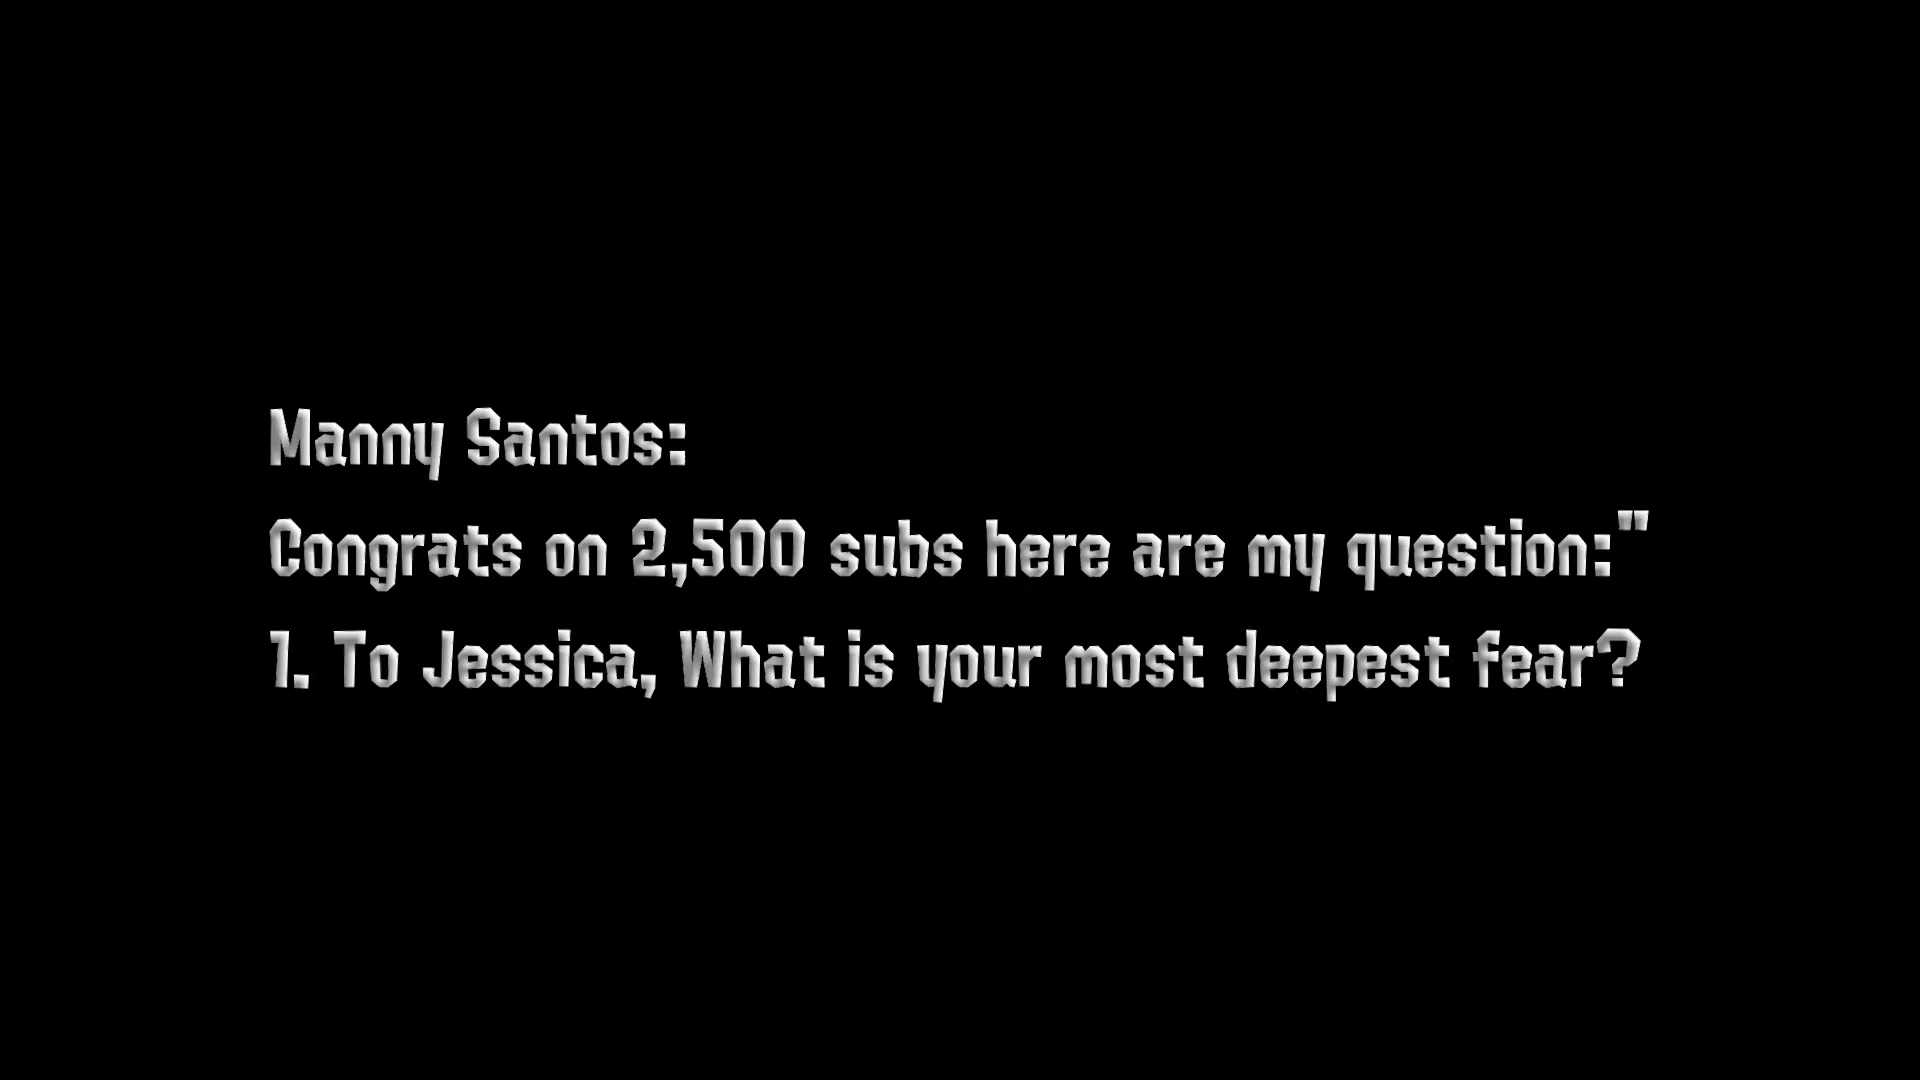 Manny Santos:
Congrats on 2,500 subs here are my question:"
1. To Jessica, What is your most deepest fear?